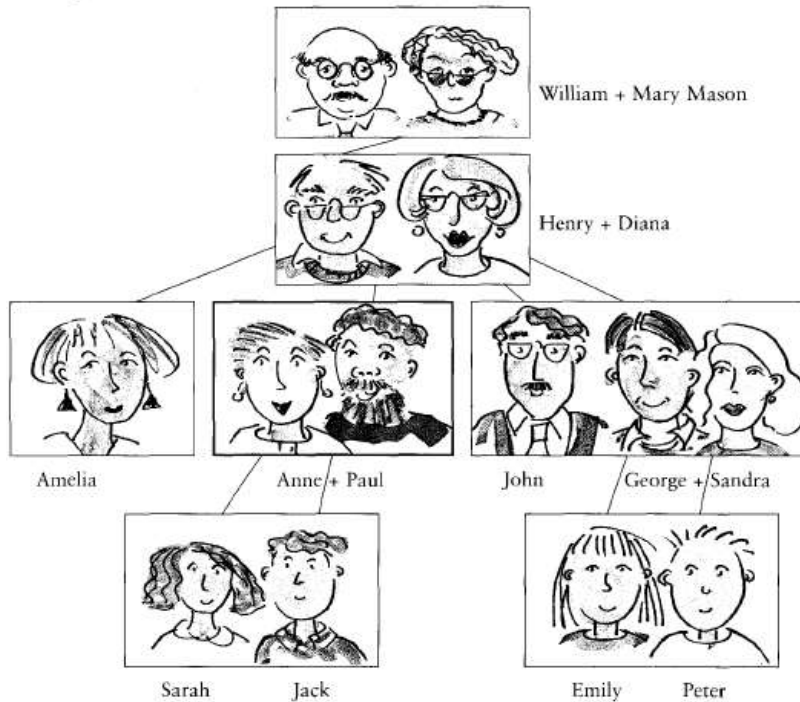 William + Mary Mason
Henry + Diana
Amelia
Anne + Paul
John
George + Sandra
Sarah
Jack
Emily
Peter